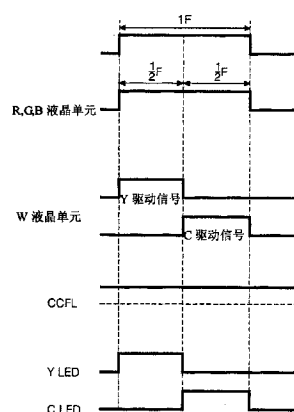 1F
½F ½F
R,G,B 液晶单元
Y 驱动信号
W 液晶单元
C 驱动信号
CCFL
Y LED
C LED